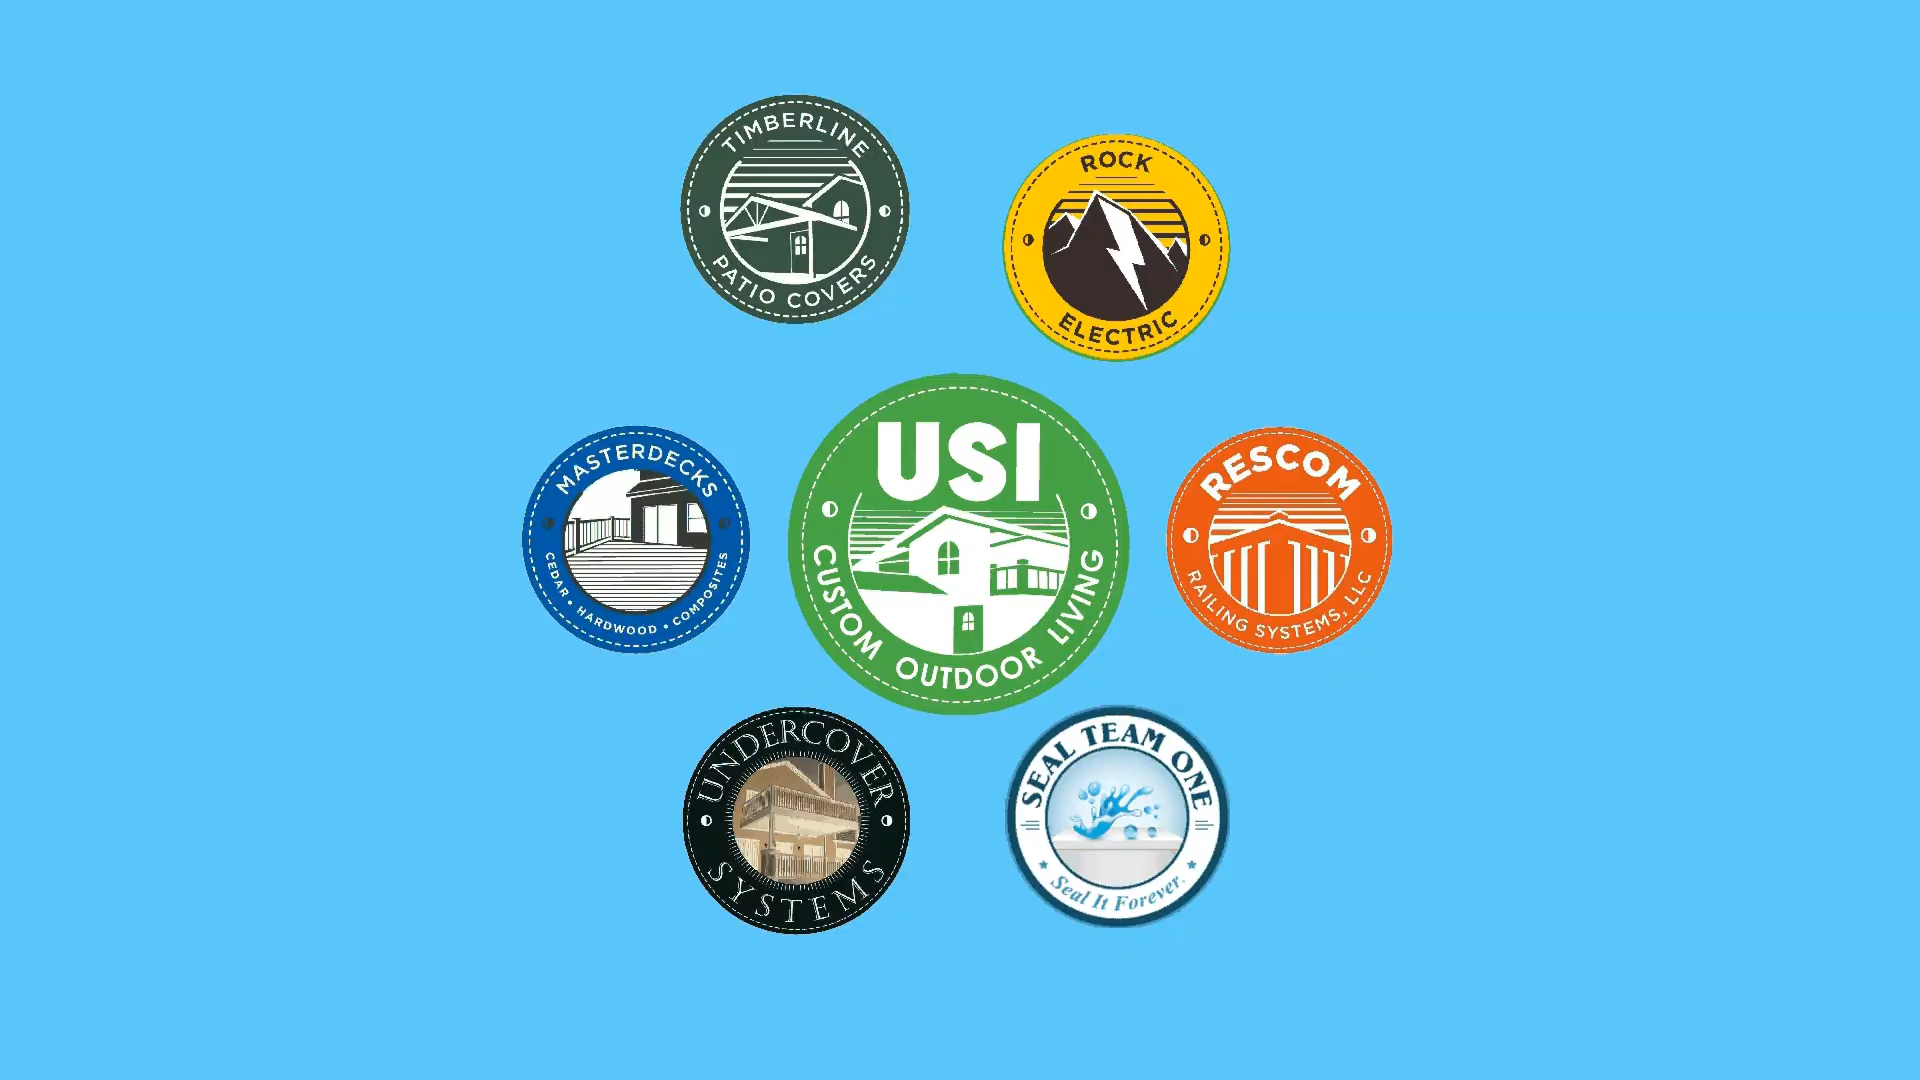 TIMBERLINE
PATIO COVERS
ROCK
ELECTRIC
MASTERDECKS
CEDAR • HARDWOOD • COMPOSITES
USI
CUSTOM OUTDOOR LIVING
RESCOM
RAILING SYSTEMS, LLC
UNDERCOVER
SYSTEMS
SEAL TEAM ONE
Seal It Forever.